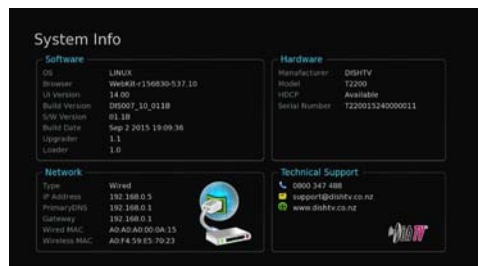 System Info
Software
OS LINUX
Browser WebKit-r156830-537.10
UI Version 14.00
Build Version DIS007_10_011B
S/W Version 01.1B
Build Date Sep 2 2015 19:09:36
Upgrader 1.1
Loader 1.0
Hardware
Manufacturer DISHTV
Model T2200
HDCP Available
Serial Number T220015240000011
Network
Type Wired
IP Address 192.168.0.5
PrimaryDNS 192.168.0.1
Gateway 192.168.0.1
Wired MAC A0:A0:A0:00:0A:15
Wireless MAC A0:F4:59:E5:70:23
Technical Support
0800 347 488
support@dishtv.co.nz
www.dishtv.co.nz
DishTV